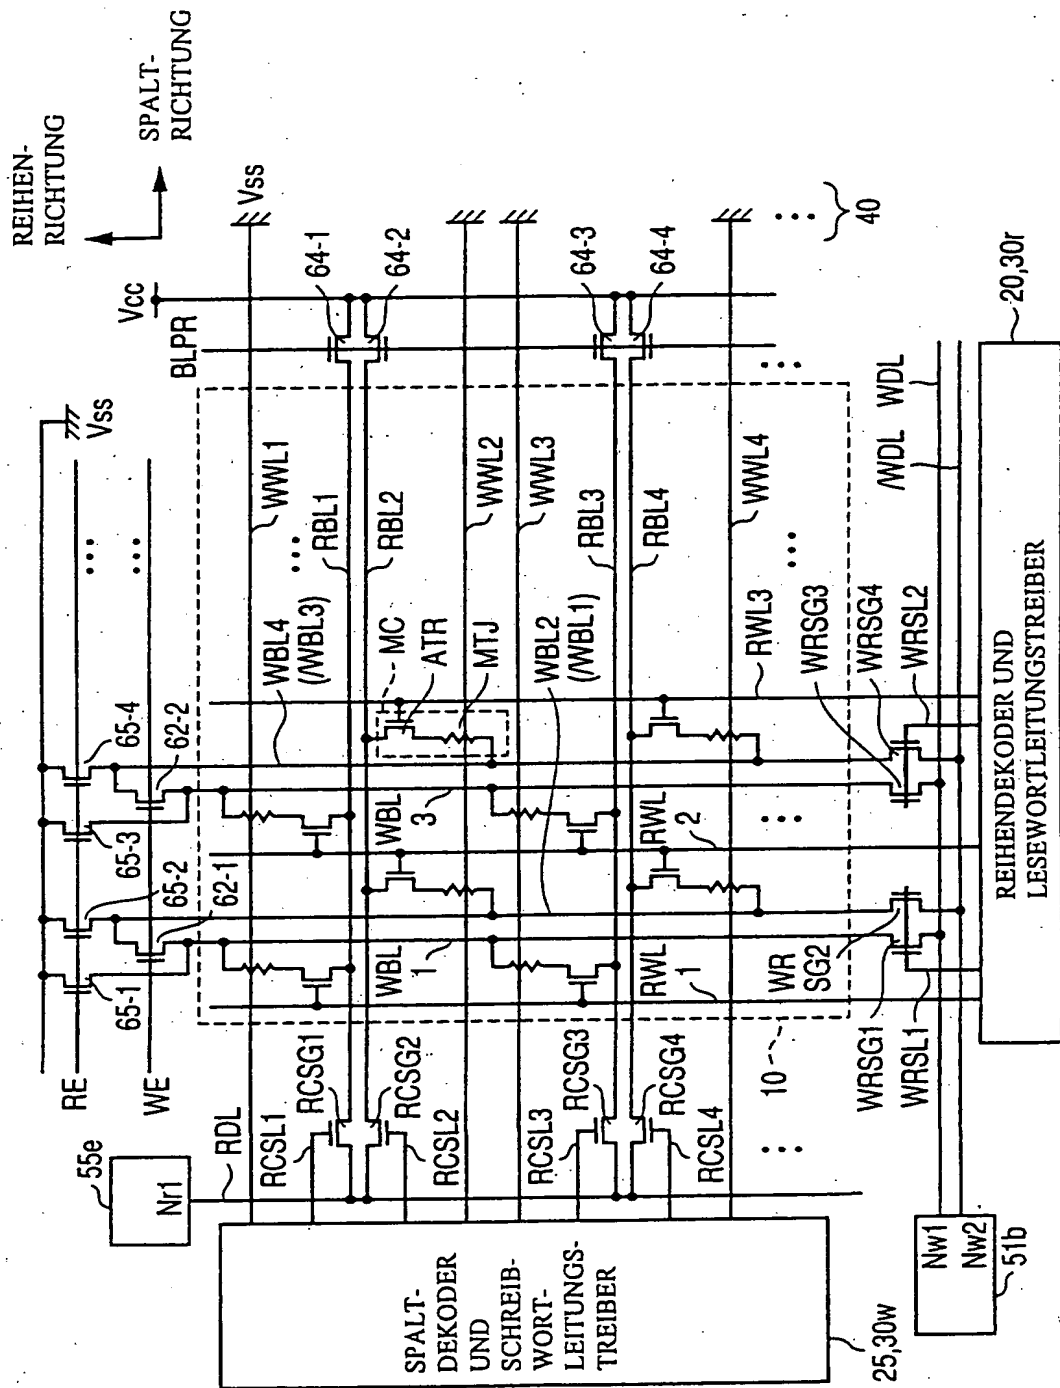 REIHEN-
RICHTUNG
SPALT-
RICHTUNG
Vcc
BLPR
Vss
Vss
64-1
64-2
64-3
64-4
40
RE
WE
65-1
65-2
62-1
65-3
65-4
62-2
55e
Nr1
RDL
WWL1
RBL1
RBL2
WWL2
WWL3
RBL3
RBL4
WWL4
WBL4
(/WBL3)
MC
ATR
MTJ
WBL2
(/WBL1)
RWL3
WRSG3
WRSG4
WRSL2
WBL
3
RWL
2
WBL
1
RWL
1
WR
SG2
WRSG1
WRSL1
10
RCSL1
RCSG1
RCSG2
RCSL2
RCSL3
RCSG3
RCSG4
RCSL4
/WDL
WDL
20,30r
REIHENDEKODER UND
LESEWORTLEITUNGSTREIBER
SPALT-
DEKODER
UND
SCHREIB-
WORT-
LEITUNGS-
TREIBER
25,30w
Nw1
Nw2
51b